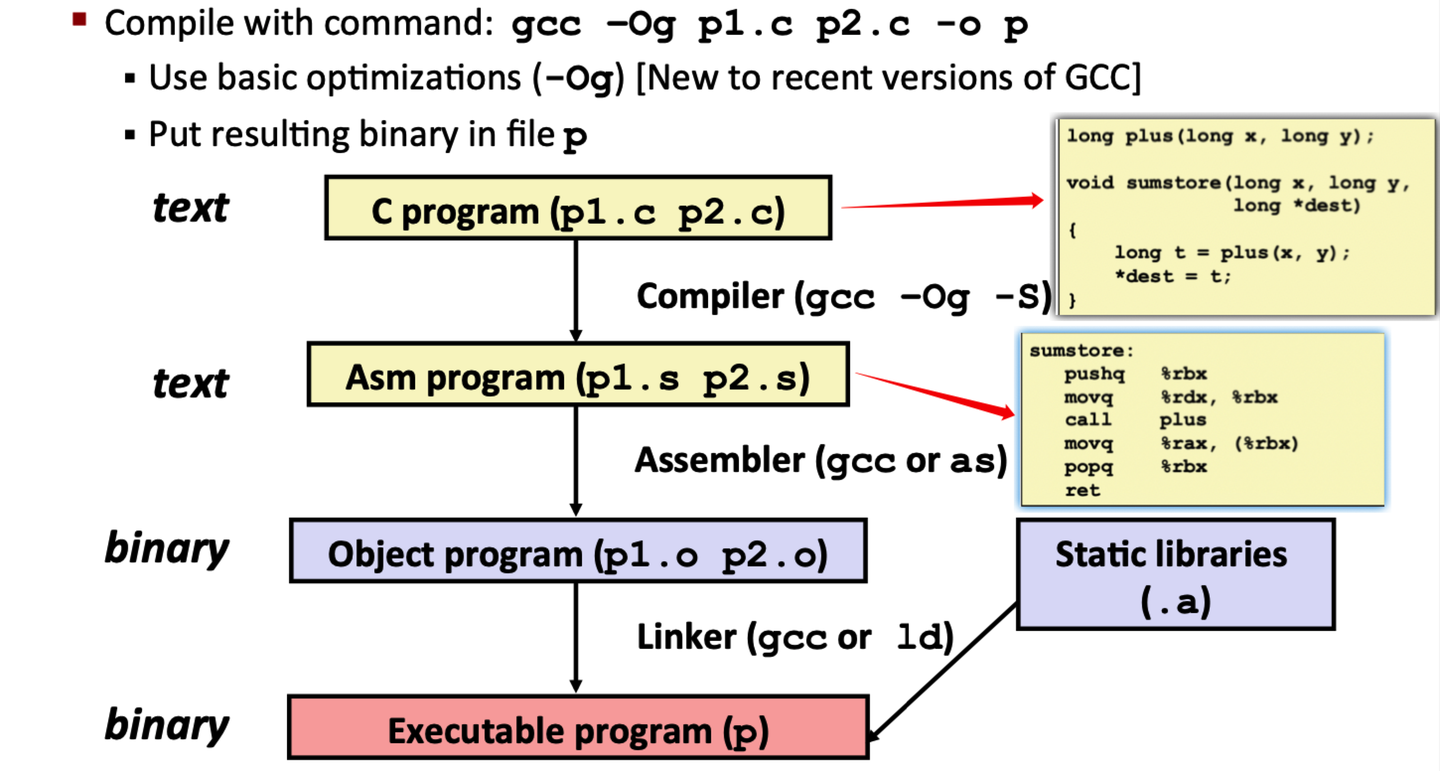 Compile with command: gcc –Og p1.c p2.c -o p
Use basic optimizations (–Og) [New to recent versions of GCC]
Put resulting binary in file p
text
C program (p1.c p2.c)
long plus(long x, long y);
void sumstore(long x, long y,
long *dest)
{
long t = plus(x, y);
*dest = t;
}
Compiler (gcc –Og -S)
text
Asm program (p1.s p2.s)
sumstore:
pushq %rbx
movq %rdx, %rbx
call plus
movq %rax, (%rbx)
popq %rbx
ret
Assembler (gcc or as)
binary
Object program (p1.o p2.o)
Static libraries
(.a)
Linker (gcc or ld)
binary
Executable program (p)